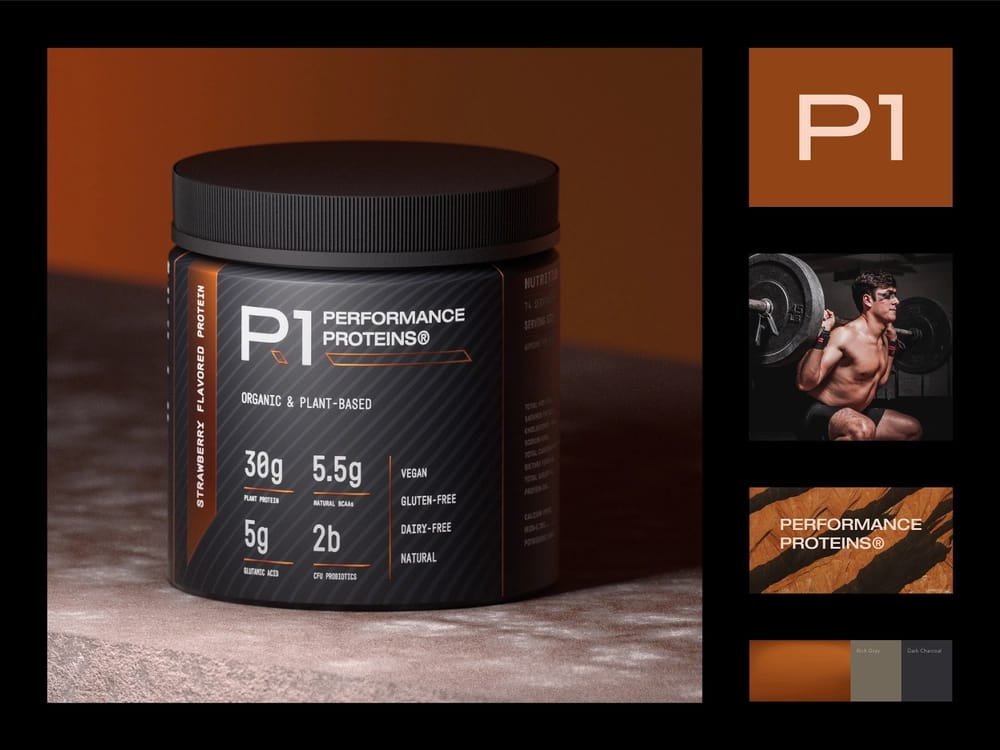 P1
PERFORMANCE
PROTEINS®
STRAWBERRY FLAVORED PROTEIN
ORGANIC & PLANT-BASED
30g
PLANT PROTEIN
5.5g
NATURAL BCAAs
5g
GLUTAMIC ACID
2b
CFU PROBIOTICS
VEGAN
GLUTEN-FREE
DAIRY-FREE
NATURAL
P1
PERFORMANCE
PROTEINS®
Rich Gray
Dark Charcoal